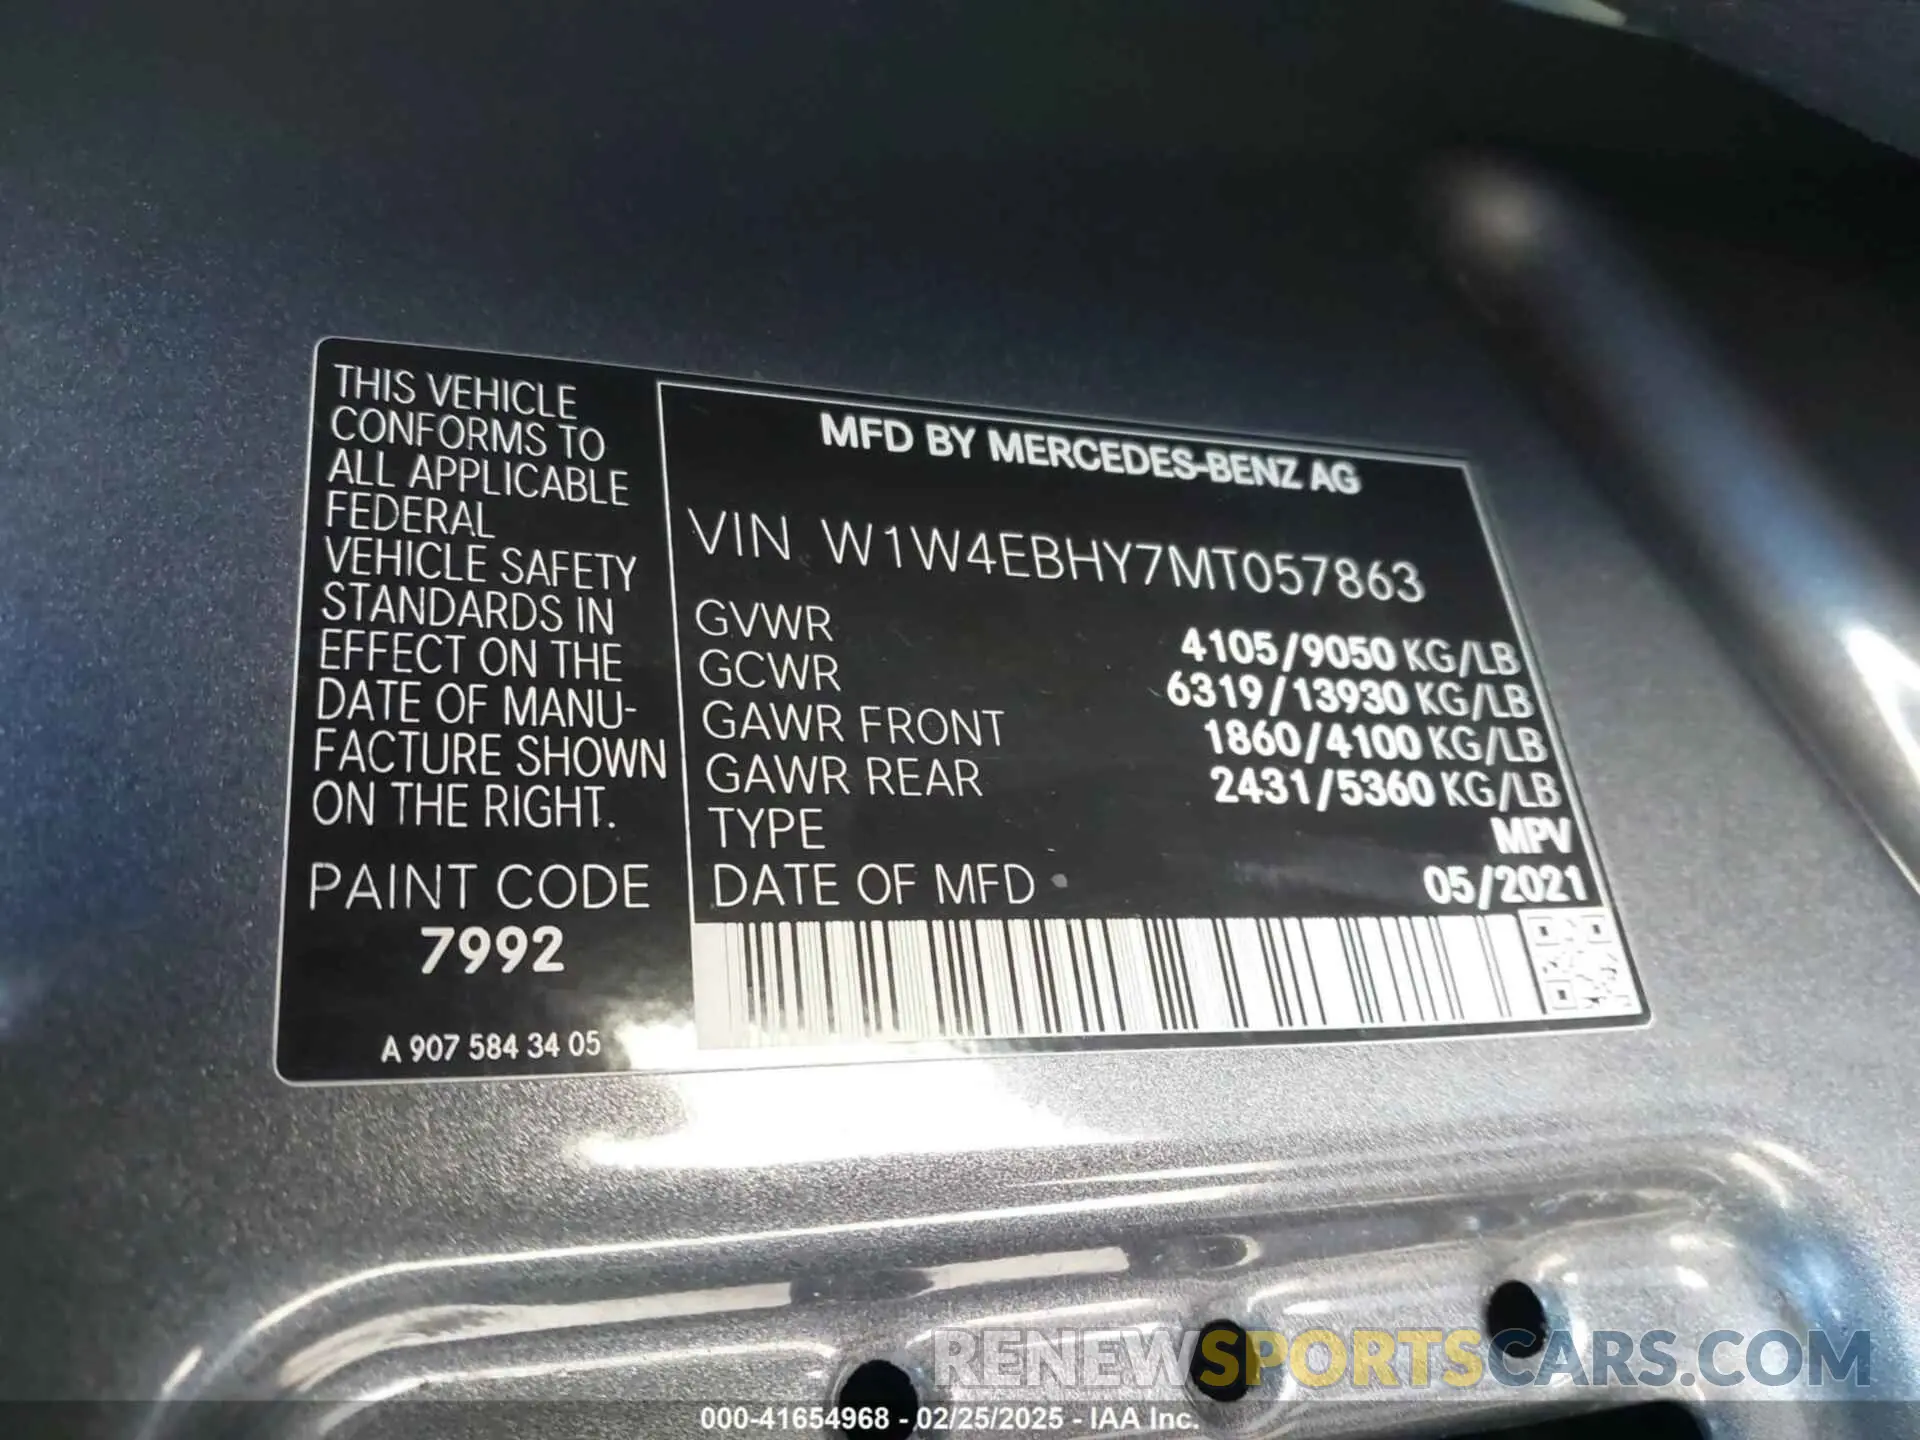 THIS VEHICLE
CONFORMS TO
ALL APPLICABLE
FEDERAL
VEHICLE SAFETY
STANDARDS IN
EFFECT ON THE
DATE OF MANU-
FACTURE SHOWN
ON THE RIGHT.
PAINT CODE
7992
A 907 584 34 05
MFD BY MERCEDES-BENZ AG
VIN W1W4EBHY7MT057863
GVWR 4105/9050 KG/LB
GCWR 6319/13930 KG/LB
GAWR FRONT 1860/4100 KG/LB
GAWR REAR 2431/5360 KG/LB
TYPE MPV
DATE OF MFD 05/2021
RENEWSPORTSCARS.COM
000-41654968 - 02/25/2025 - IAA Inc.